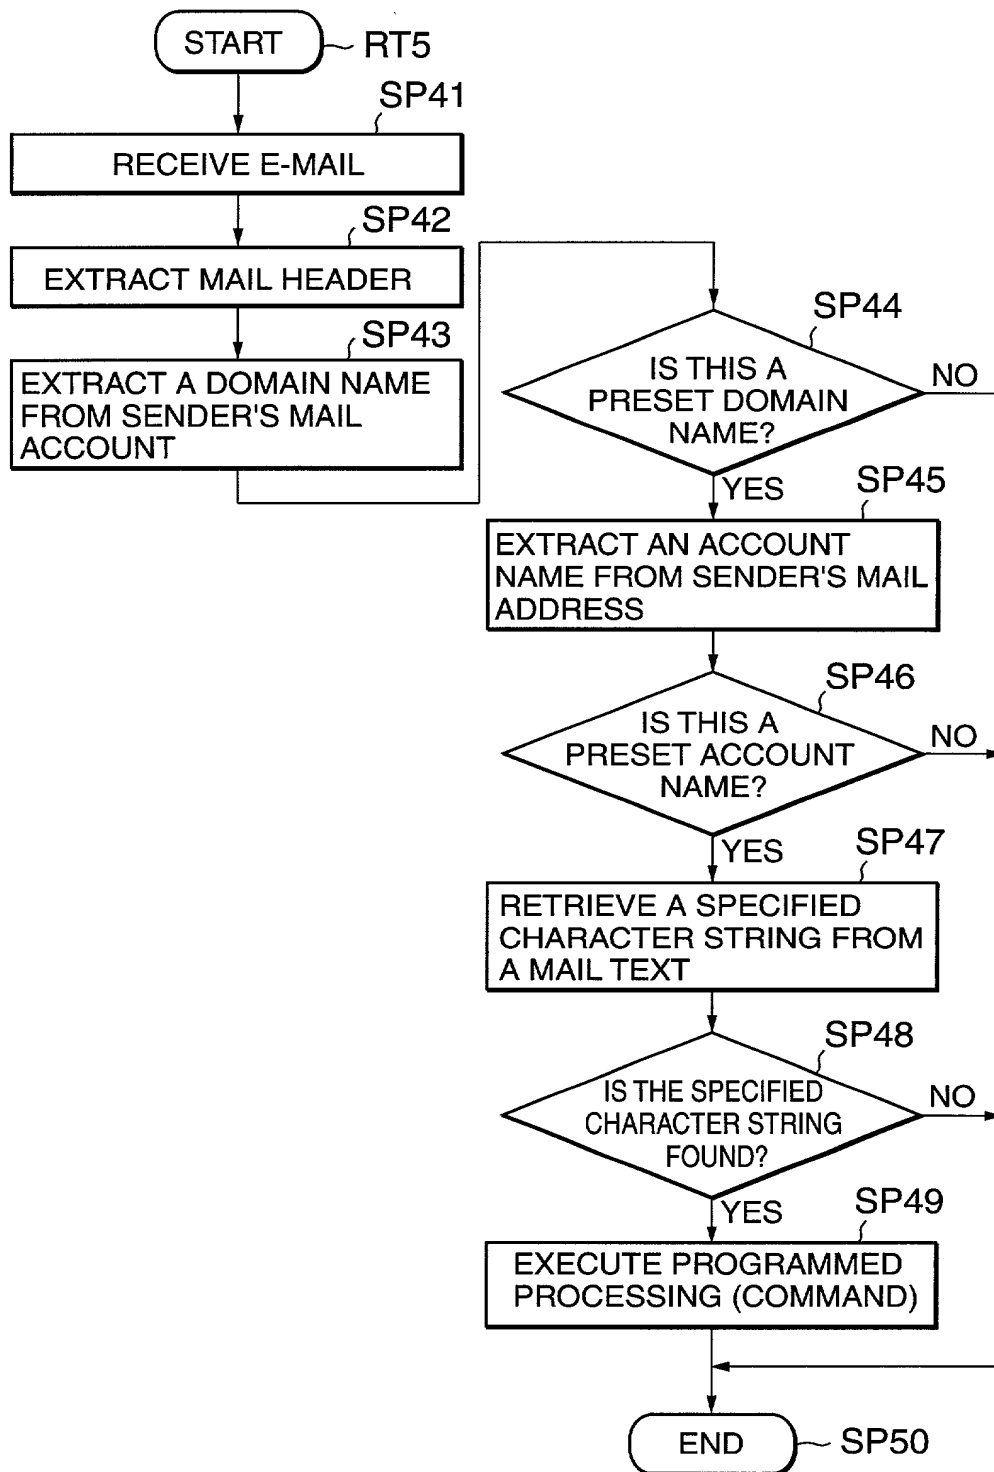 START
RT5
SP41
RECEIVE E-MAIL
SP42
EXTRACT MAIL HEADER
SP43
EXTRACT A DOMAIN NAME
FROM SENDER'S MAIL
ACCOUNT
SP44
IS THIS A
PRESET DOMAIN
NAME?
NO
YES
SP45
EXTRACT AN ACCOUNT
NAME FROM SENDER'S MAIL
ADDRESS
SP46
IS THIS A
PRESET ACCOUNT
NAME?
NO
YES
SP47
RETRIEVE A SPECIFIED
CHARACTER STRING FROM
A MAIL TEXT
SP48
IS THE SPECIFIED
CHARACTER STRING
FOUND?
NO
YES
SP49
EXECUTE PROGRAMMED
PROCESSING (COMMAND)
END
SP50